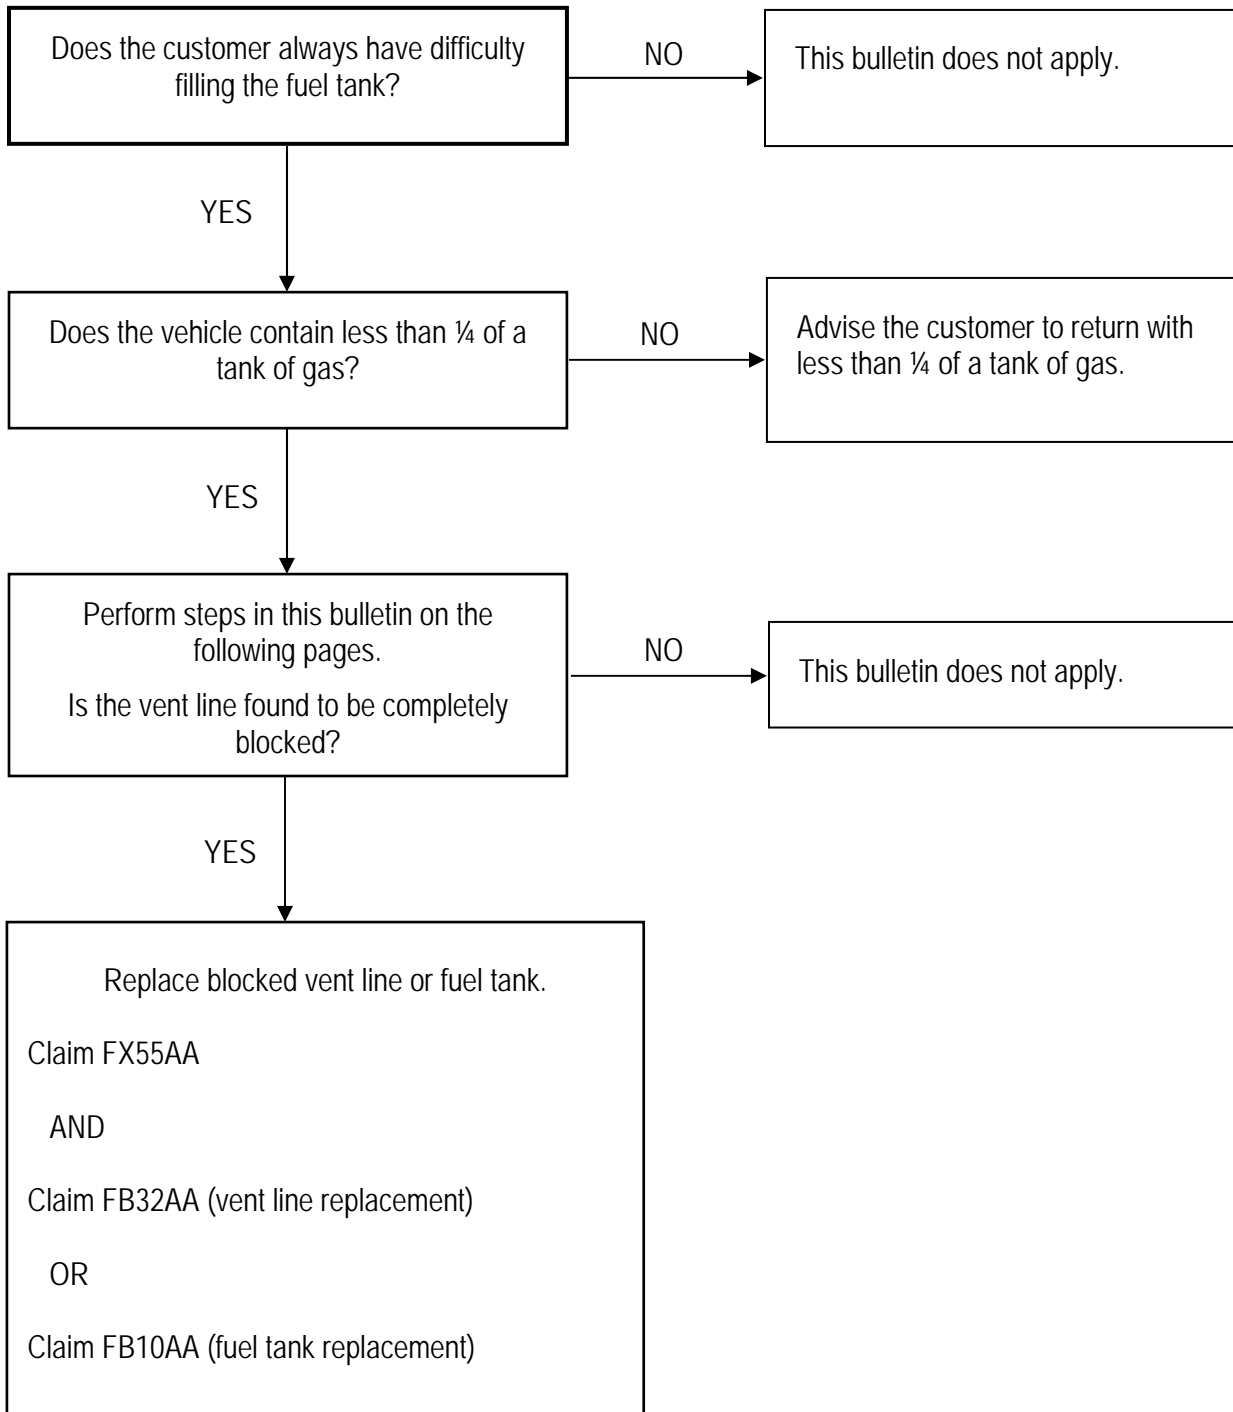 Does the customer always have difficulty
filling the fuel tank?
NO
This bulletin does not apply.
YES
Does the vehicle contain less than ¼ of a
tank of gas?
NO
Advise the customer to return with
less than ¼ of a tank of gas.
YES
Perform steps in this bulletin on the
following pages.
Is the vent line found to be completely
blocked?
NO
This bulletin does not apply.
YES
Replace blocked vent line or fuel tank.
Claim FX55AA
AND
Claim FB32AA (vent line replacement)
OR
Claim FB10AA (fuel tank replacement)